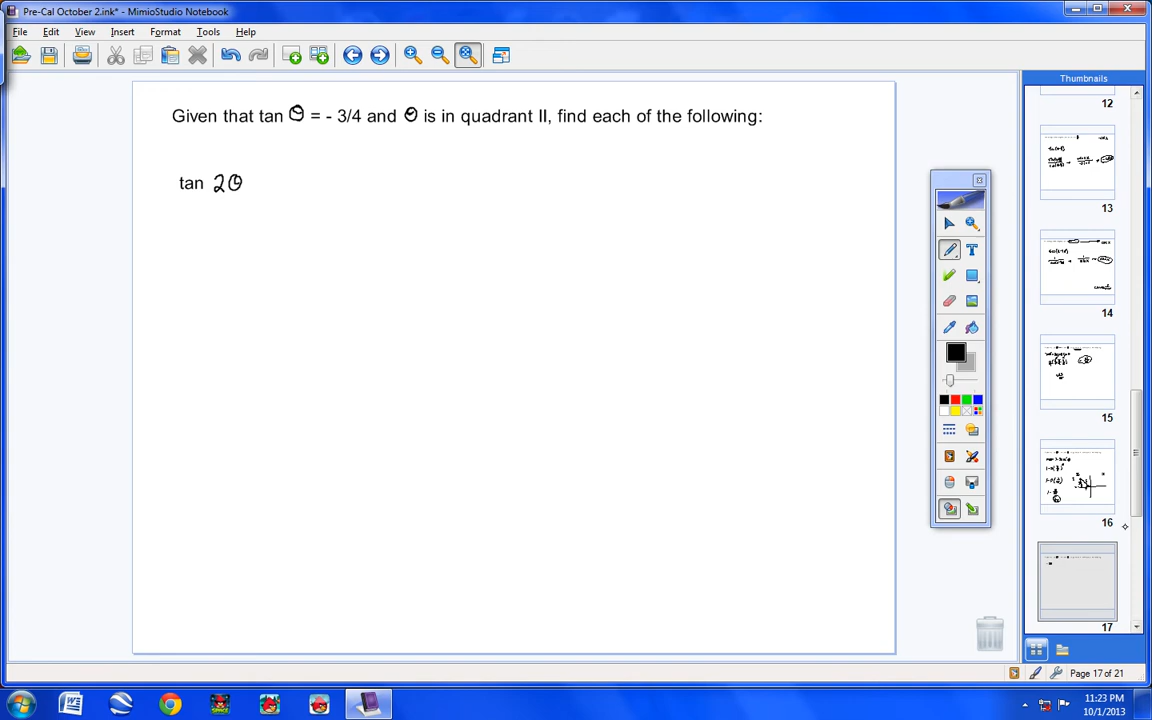 Pre-Cal October 2.ink* - MimioStudio Notebook
File Edit View Insert Format Tools Help
Given that tan Θ = - 3/4 and Θ is in quadrant II, find each of the following:
tan 2Θ
Thumbnails
12
13
14
15
16
17
Page 17 of 21
11:23 PM
10/1/2013